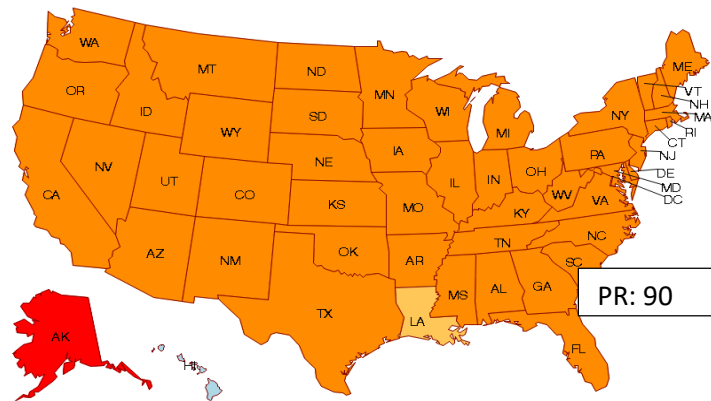 WA
MT
ND
MN
ME
VT
NH
MA
RI
CT
NJ
DE
MD
DC
OR
ID
WY
SD
WI
MI
NY
PA
NV
UT
CO
NE
IA
IL
IN
OH
WV
VA
CA
KS
MO
KY
AZ
NM
OK
AR
TN
NC
SC
TX
LA
MS
AL
GA
FL
PR: 90
AK
HI